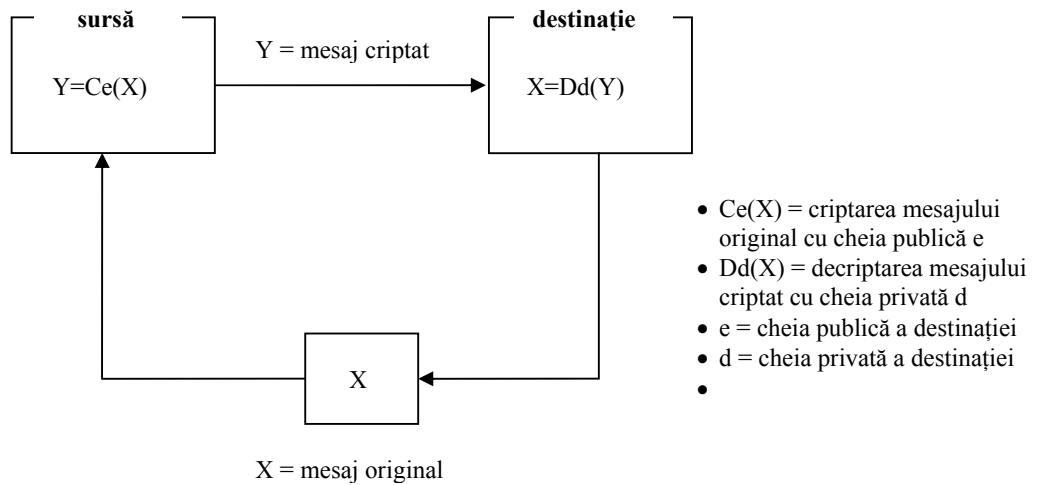 sursă
destinație
Y = mesaj criptat
Y=Ce(X)
X=Dd(Y)
• Ce(X) = criptarea mesajului
original cu cheia publică e
• Dd(X) = decriptarea mesajului
criptat cu cheia privată d
• e = cheia publică a destinației
• d = cheia privată a destinației
•
X
X = mesaj original